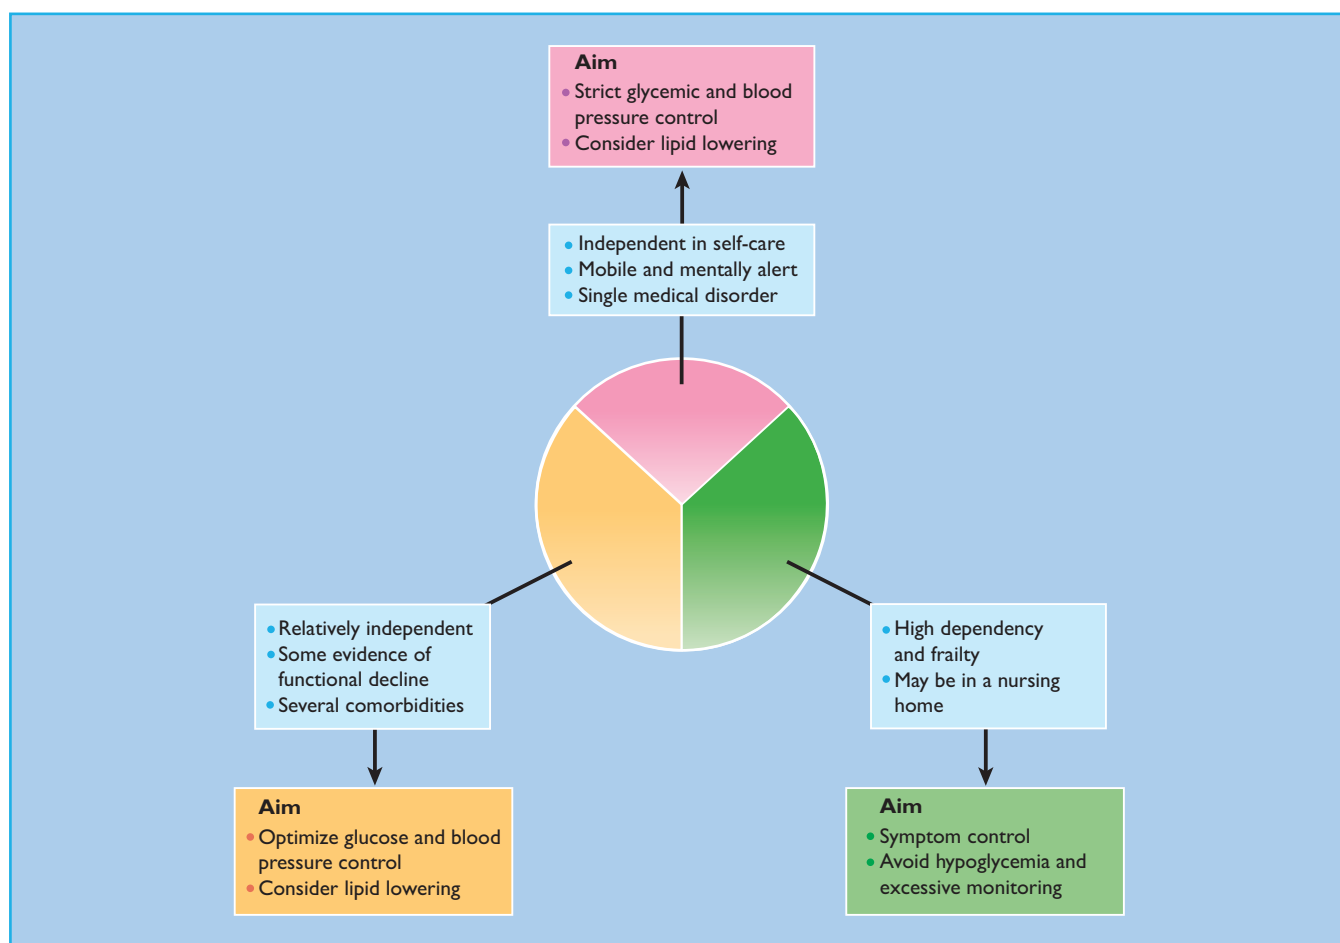 Aim
• Strict glycemic and blood
pressure control
• Consider lipid lowering
• Independent in self-care
• Mobile and mentally alert
• Single medical disorder
• Relatively independent
• Some evidence of
functional decline
• Several comorbidities
• High dependency
and frailty
• May be in a nursing
home
Aim
• Optimize glucose and blood
pressure control
• Consider lipid lowering
Aim
• Symptom control
• Avoid hypoglycemia and
excessive monitoring